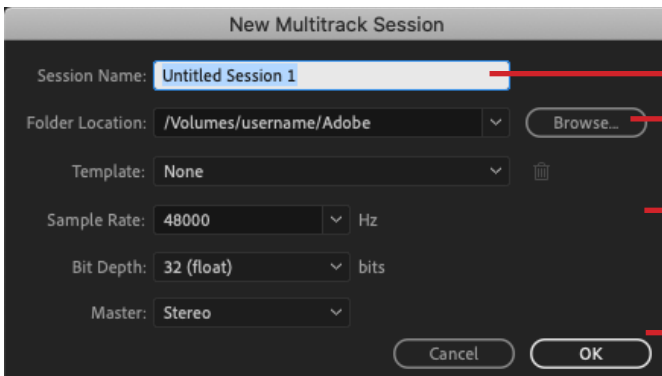 New Multitrack Session
Session Name: Untitled Session 1
Folder Location: /Volumes/username/Adobe Browse...
Template: None
Sample Rate: 48000 Hz
Bit Depth: 32 (float) bits
Master: Stereo
Cancel OK